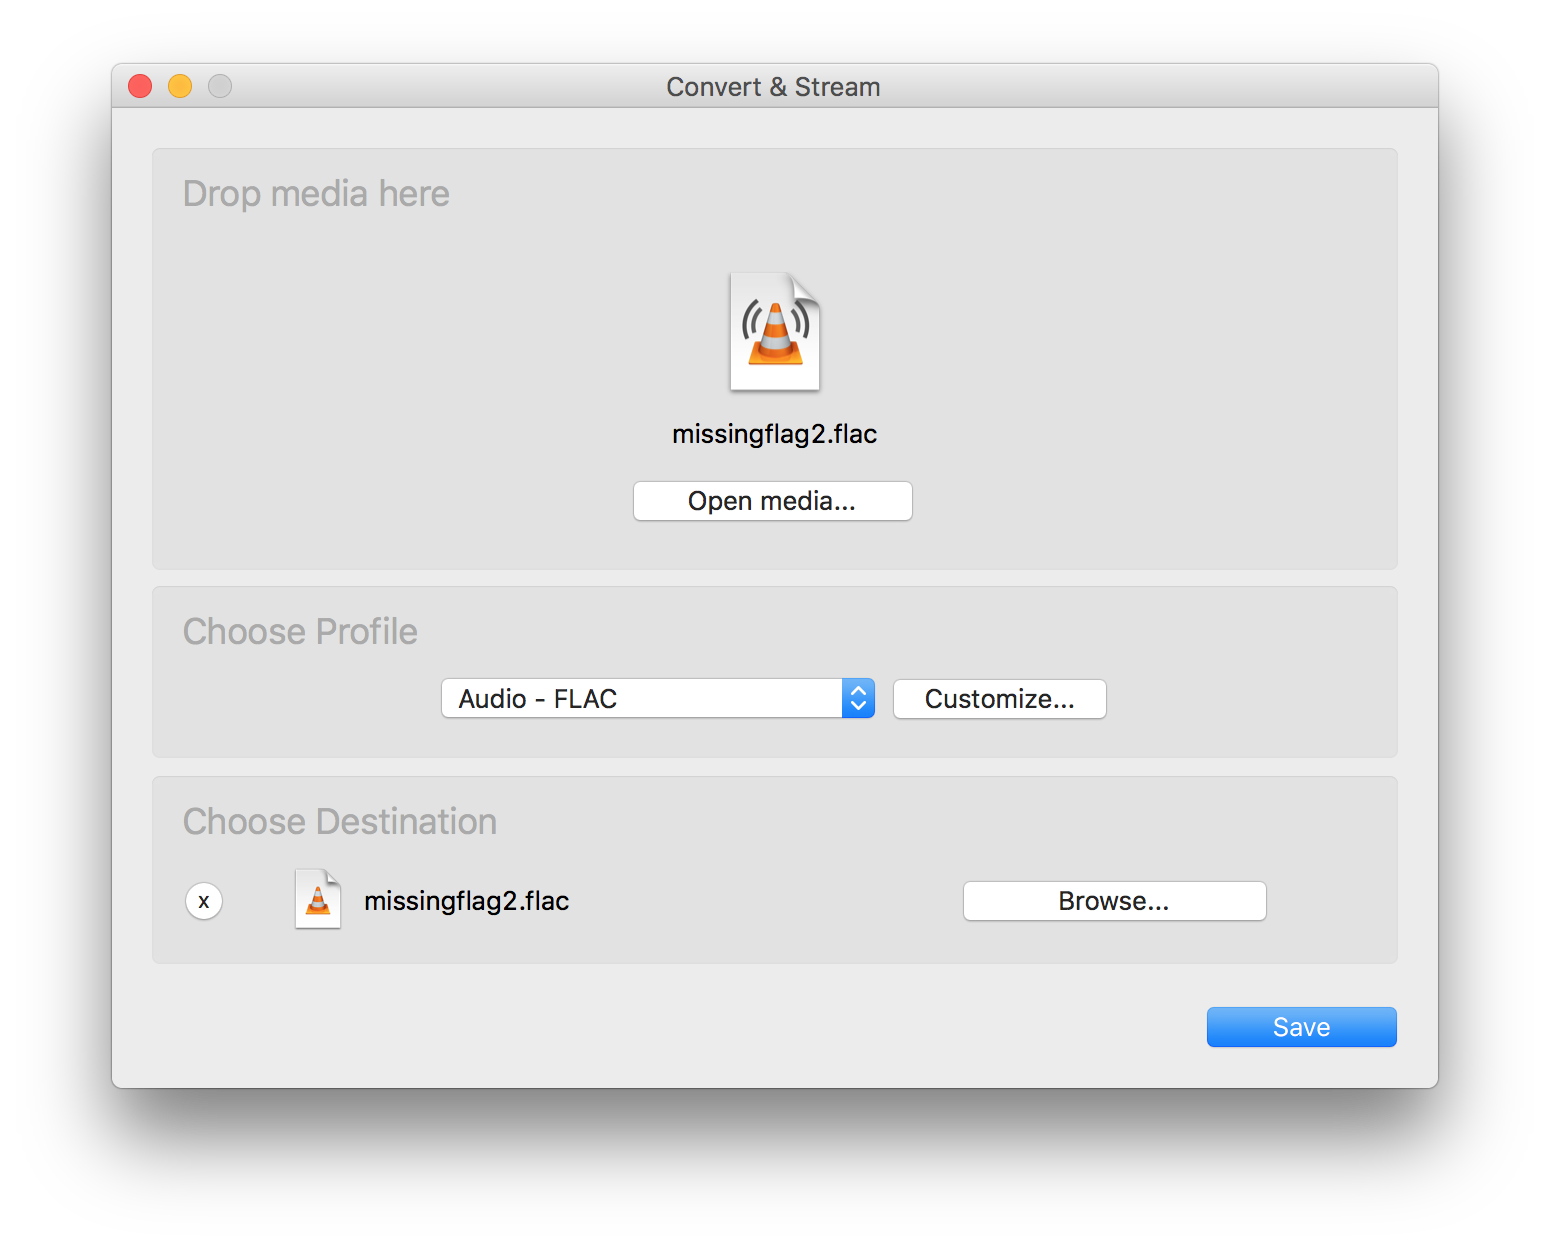 Convert & Stream
Drop media here
missingflag2.flac
Open media...
Choose Profile
Audio - FLAC
Customize...
Choose Destination
x
missingflag2.flac
Browse...
Save